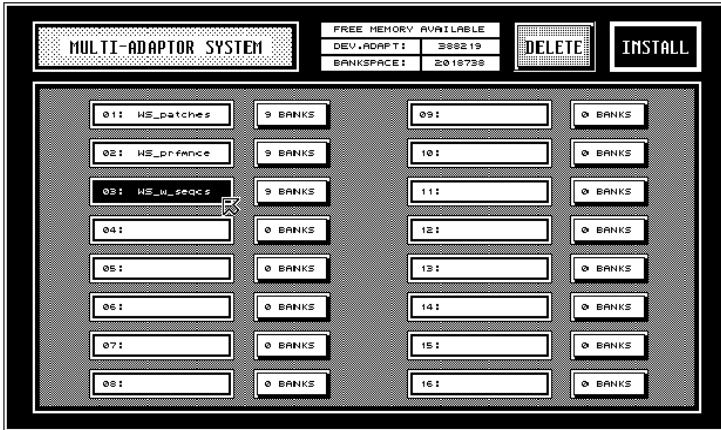 MULTI-ADAPTOR SYSTEM
FREE MEMORY AVAILABLE
DEV.ADAPT: 388219
BANKSPACE: 2018738
DELETE
INSTALL
01: WS_patches 9 BANKS 09: 0 BANKS
02: WS_prfmnce 9 BANKS 10: 0 BANKS
03: WS_w_seqcs 9 BANKS 11: 0 BANKS
04: 0 BANKS 12: 0 BANKS
05: 0 BANKS 13: 0 BANKS
06: 0 BANKS 14: 0 BANKS
07: 0 BANKS 15: 0 BANKS
08: 0 BANKS 16: 0 BANKS